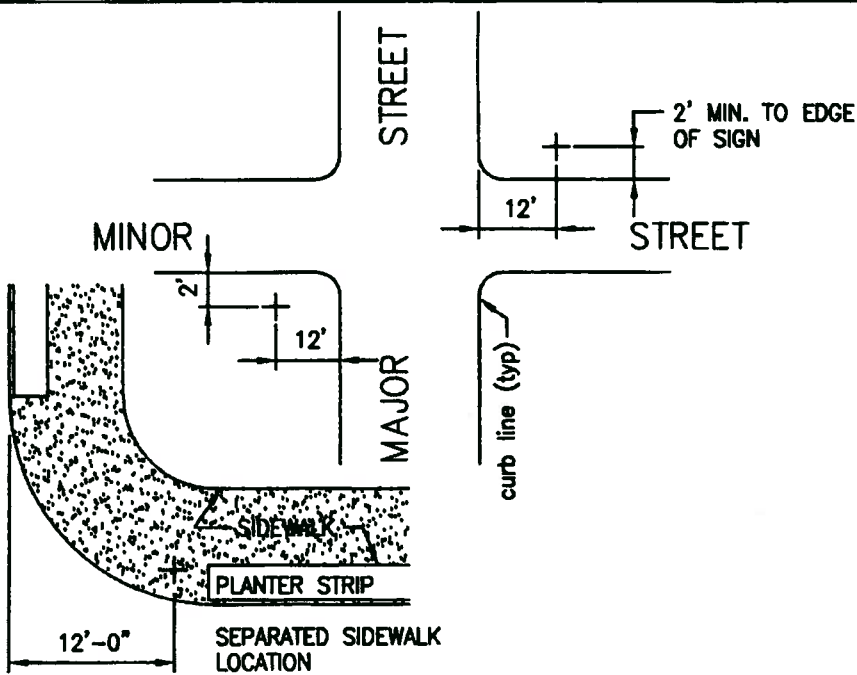 STREET
2' MIN. TO EDGE
OF SIGN
12'
MINOR
STREET
2'
12'
MAJOR
curb line (typ)
SIDEWALK
PLANTER STRIP
12'-0"
SEPARATED SIDEWALK
LOCATION